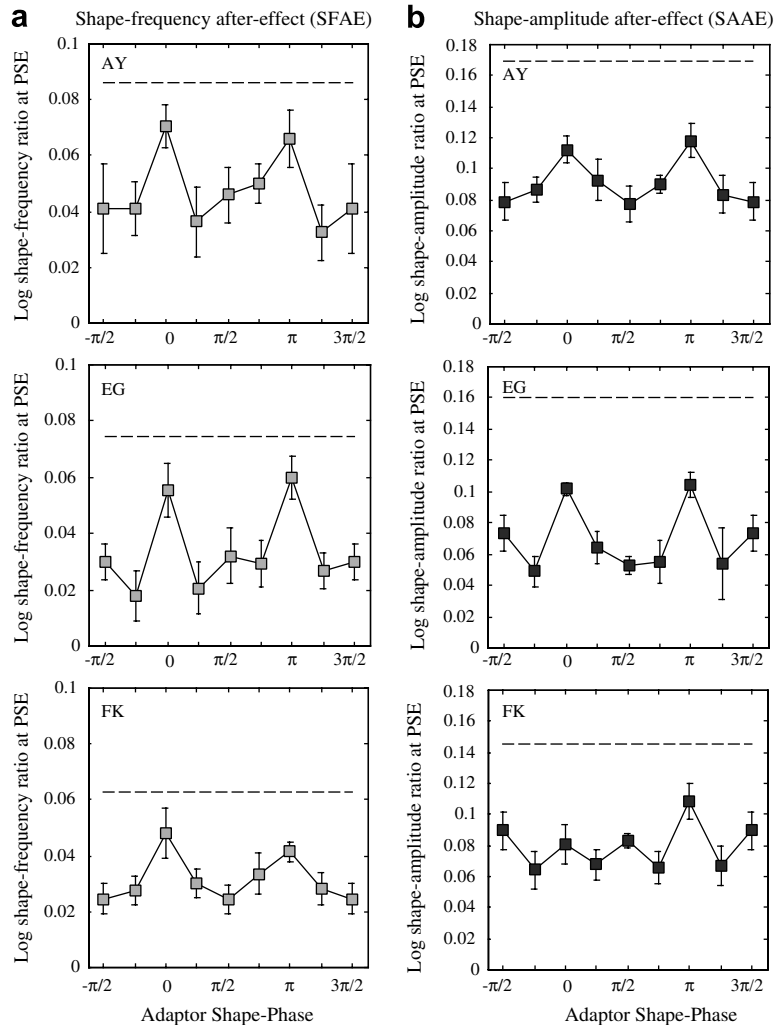 a Shape-frequency after-effect (SFAE)
Log shape-frequency ratio at PSE
0.1
0.08
0.06
0.04
0.02
0
AY
-π/2 0 π/2 π 3π/2
Log shape-frequency ratio at PSE
0.1
0.08
0.06
0.04
0.02
0
EG
-π/2 0 π/2 π 3π/2
Log shape-frequency ratio at PSE
0.1
0.08
0.06
0.04
0.02
0
FK
-π/2 0 π/2 π 3π/2
Adaptor Shape-Phase
b Shape-amplitude after-effect (SAAE)
Log shape-amplitude ratio at PSE
0.18
0.16
0.14
0.12
0.1
0.08
0.06
0.04
0.02
0
AY
-π/2 0 π/2 π 3π/2
Log shape-amplitude ratio at PSE
0.18
0.16
0.14
0.12
0.1
0.08
0.06
0.04
0.02
0
EG
-π/2 0 π/2 π 3π/2
Log shape-amplitude ratio at PSE
0.18
0.16
0.14
0.12
0.1
0.08
0.06
0.04
0.02
0
FK
-π/2 0 π/2 π 3π/2
Adaptor Shape-Phase